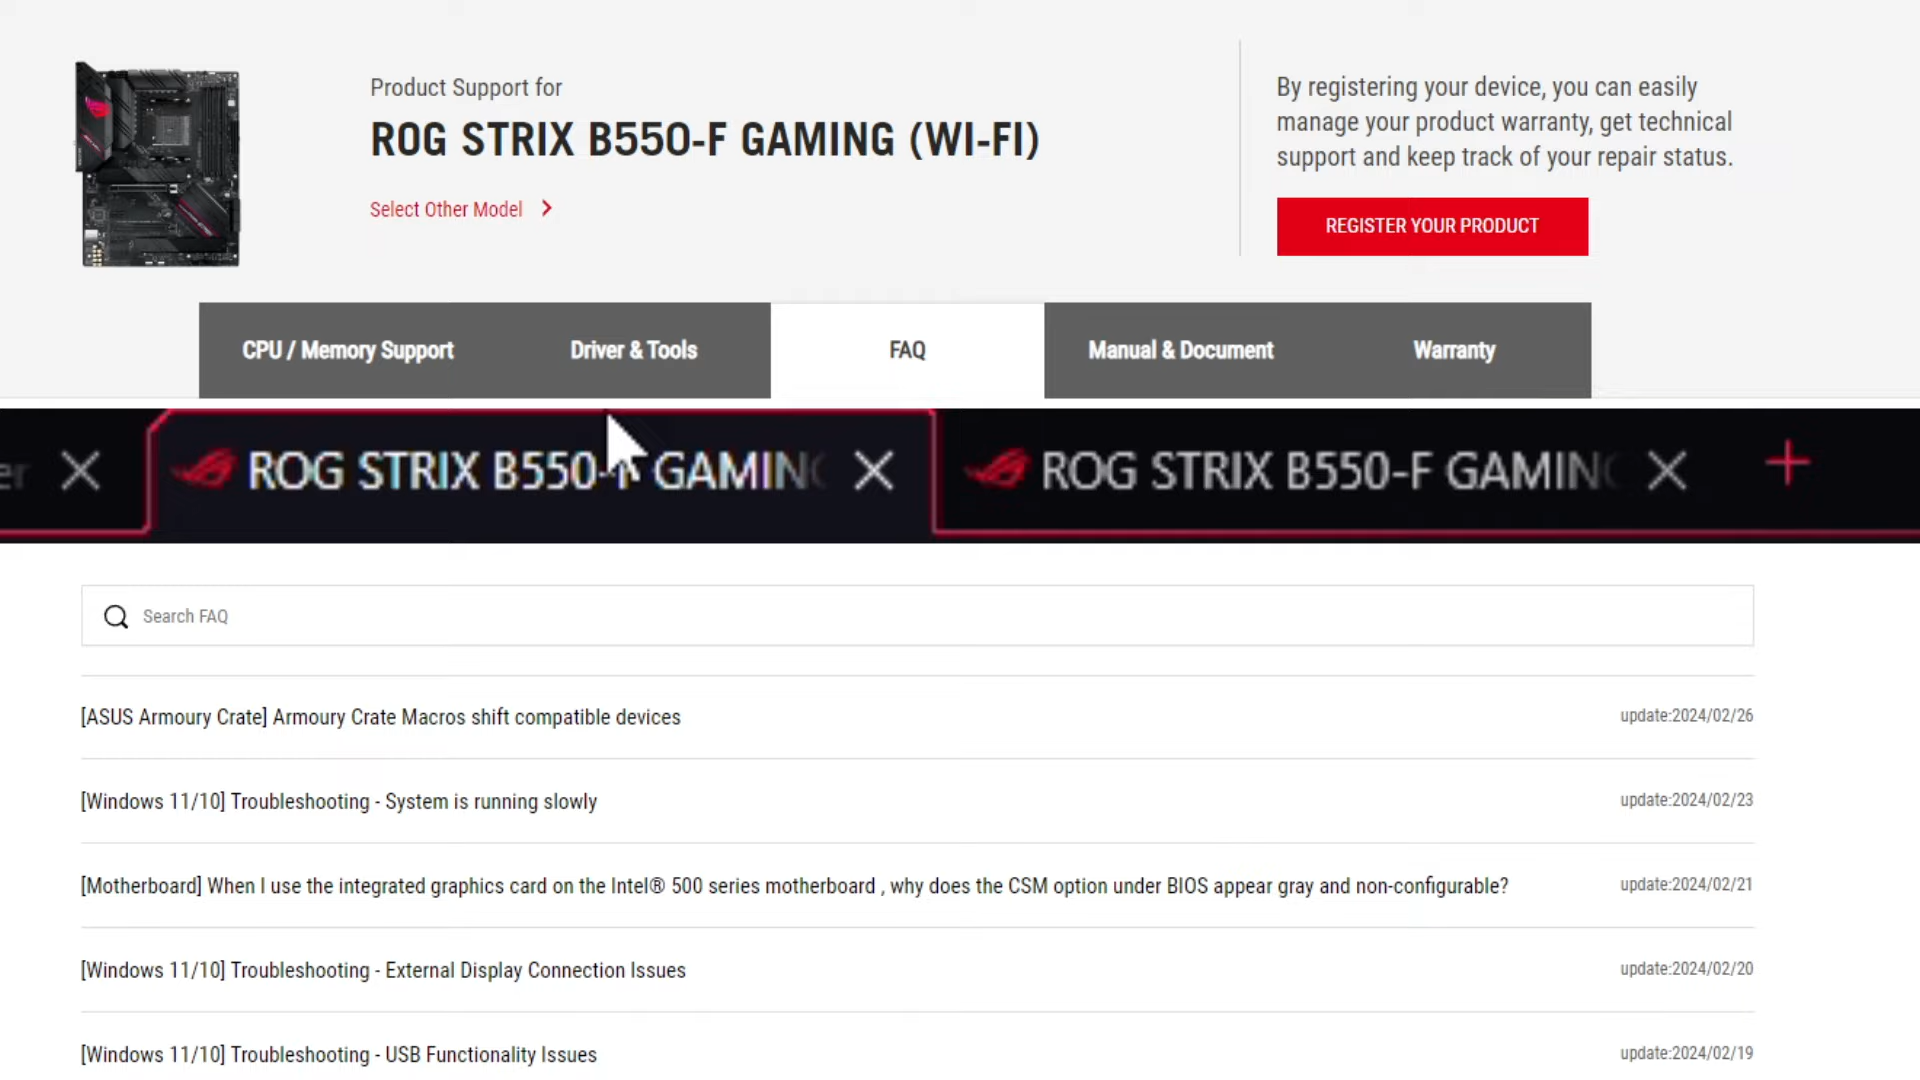 Product Support for
ROG STRIX B550-F GAMING (WI-FI)
Select Other Model
By registering your device, you can easily
manage your product warranty, get technical
support and keep track of your repair status.
REGISTER YOUR PRODUCT
CPU / Memory Support Driver & Tools FAQ Manual & Document Warranty
er ROG STRIX B550-F GAMING ROG STRIX B550-F GAMING
Search FAQ
[ASUS Armoury Crate] Armoury Crate Macros shift compatible devices update:2024/02/26
[Windows 11/10] Troubleshooting - System is running slowly update:2024/02/23
[Motherboard] When I use the integrated graphics card on the Intel® 500 series motherboard , why does the CSM option under BIOS appear gray and non-configurable? update:2024/02/21
[Windows 11/10] Troubleshooting - External Display Connection Issues update:2024/02/20
[Windows 11/10] Troubleshooting - USB Functionality Issues update:2024/02/19